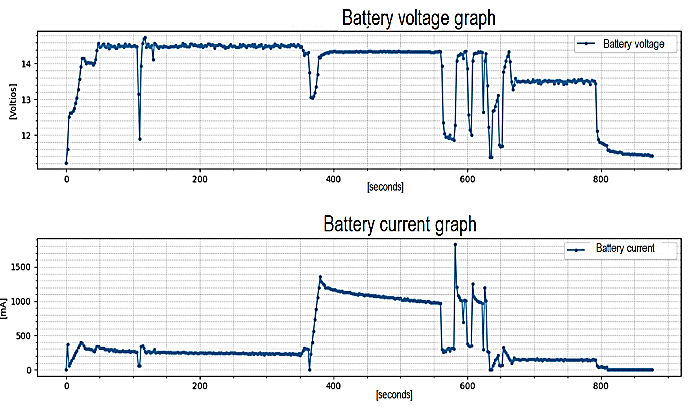 Battery voltage graph
Battery voltage
14
13
12
[Voltios]
0
200
400
600
800
[seconds]
Battery current graph
Battery current
1500
1000
500
0
[mA]
0
200
400
600
800
[seconds]